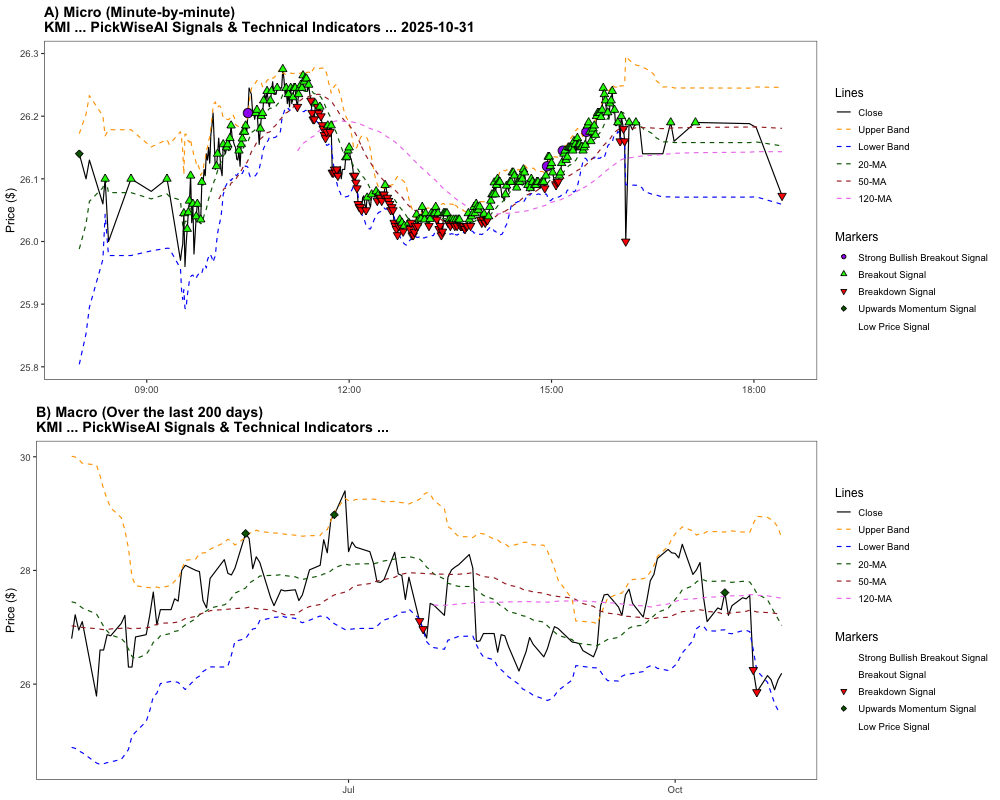 A) Micro (Minute-by-minute)
KMI ... PickWiseAI Signals & Technical Indicators ... 2025-10-31
Price ($)
26.3
26.2
26.1
26.0
25.9
25.8
09:00
12:00
15:00
18:00
Lines
Close
Upper Band
Lower Band
20-MA
50-MA
120-MA
Markers
Strong Bullish Breakout Signal
Breakout Signal
Breakdown Signal
Upwards Momentum Signal
Low Price Signal
B) Macro (Over the last 200 days)
KMI ... PickWiseAI Signals & Technical Indicators ...
Price ($)
30
28
26
Jul
Oct
Lines
Close
Upper Band
Lower Band
20-MA
50-MA
120-MA
Markers
Strong Bullish Breakout Signal
Breakout Signal
Breakdown Signal
Upwards Momentum Signal
Low Price Signal